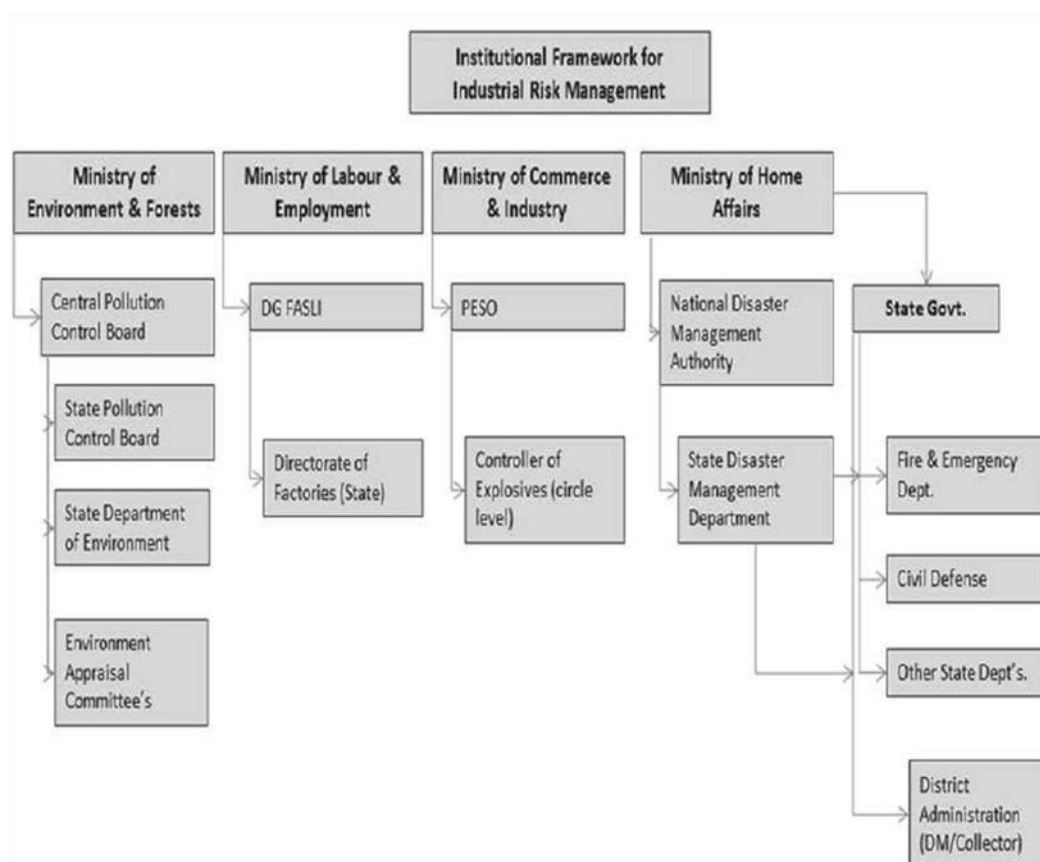 Institutional Framework for
Industrial Risk Management
Ministry of
Environment & Forests
Ministry of Labour &
Employment
Ministry of Commerce
& Industry
Ministry of Home
Affairs
Central Pollution
Control Board
DG FASLI
PESO
National Disaster
Management
Authority
State Govt.
State Pollution
Control Board
Directorate of
Factories (State)
Controller of
Explosives (circle
level)
State Disaster
Management
Department
Fire & Emergency
Dept.
State Department
of Environment
Civil Defense
Environment
Appraisal
Committee's
Other State Dept's.
District
Administration
(DM/Collector)